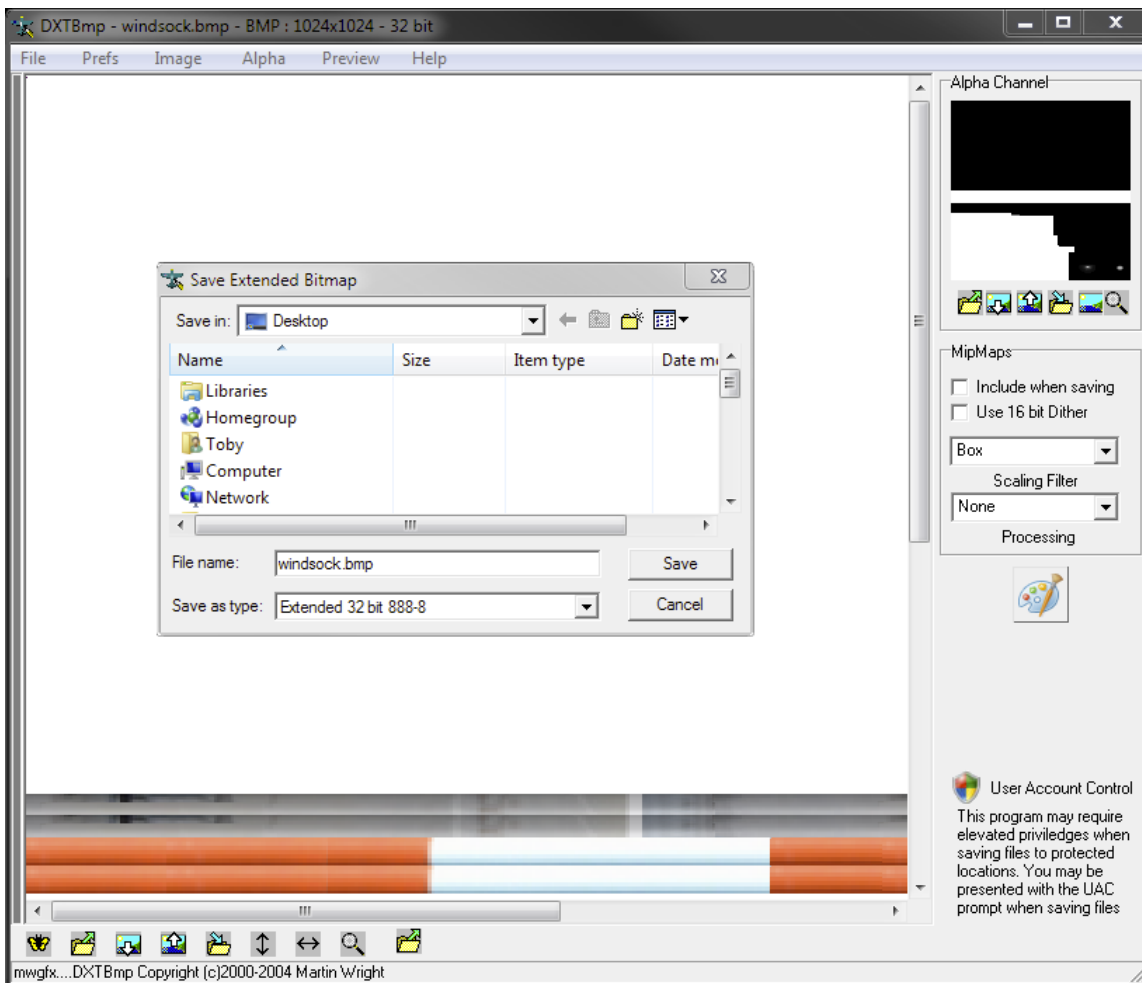 DXTBmp - windsock.bmp - BMP : 1024x1024 - 32 bit
File Prefs Image Alpha Preview Help
Alpha Channel
Save Extended Bitmap
Save in: Desktop
Name Size Item type Date m
Libraries
Homegroup
Toby
Computer
Network
File name: windsock.bmp Save
Save as type: Extended 32 bit 888-8 Cancel
MipMaps
Include when saving
Use 16 bit Dither
Box
Scaling Filter
None
Processing
User Account Control
This program may require
elevated priviledges when
saving files to protected
locations. You may be
presented with the UAC
prompt when saving files
mwgfx....DXTBmp Copyright (c)2000-2004 Martin Wright